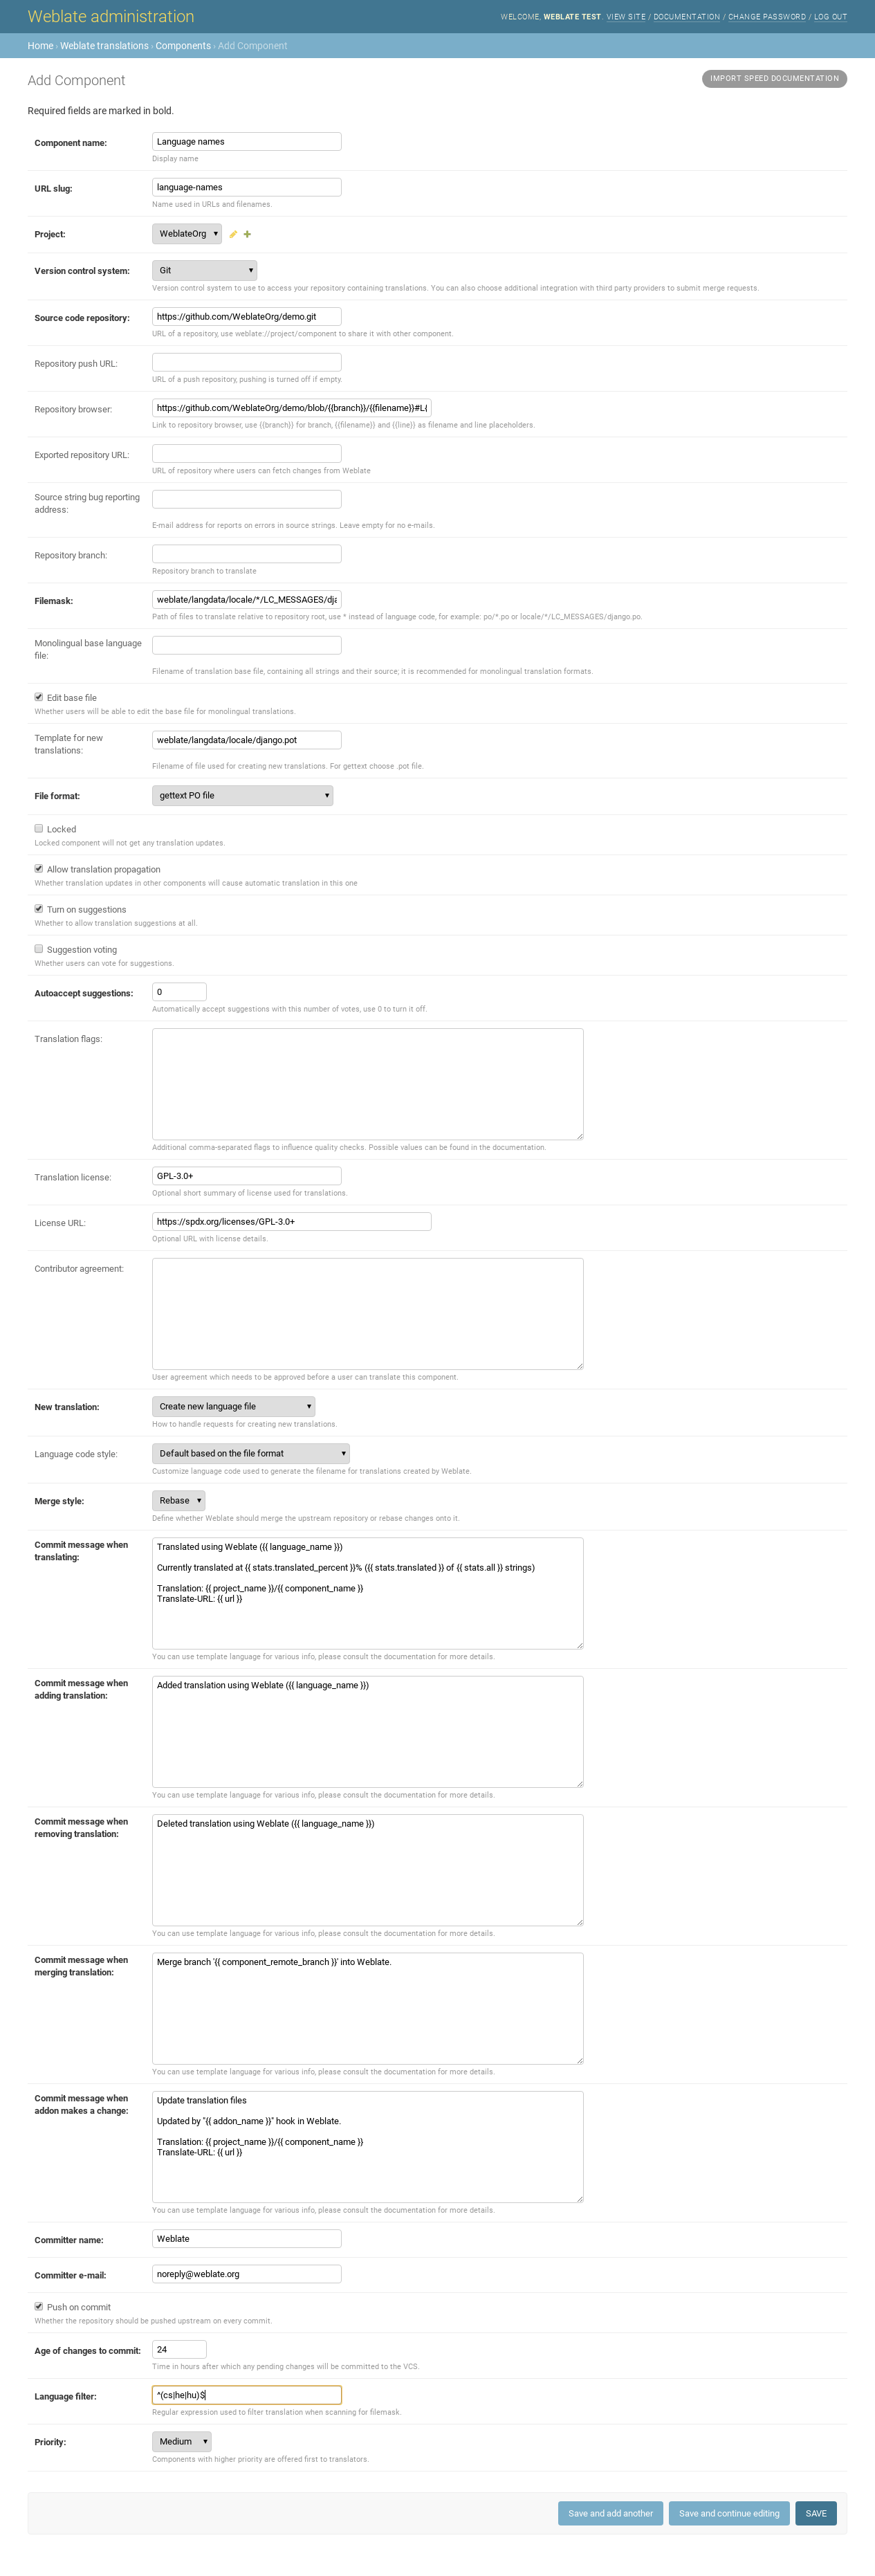 Weblate administration
WELCOME, WEBLATE TEST. VIEW SITE / DOCUMENTATION / CHANGE PASSWORD / LOG OUT
Home › Weblate translations › Components › Add Component
Add Component
IMPORT SPEED DOCUMENTATION
Required fields are marked in bold.
Component name:
Language names
Display name
URL slug:
language-names
Name used in URLs and filenames.
Project:
WeblateOrg
Version control system:
Git
Version control system to use to access your repository containing translations. You can also choose additional integration with third party providers to submit merge requests.
Source code repository:
https://github.com/WeblateOrg/demo.git
URL of a repository, use weblate://project/component to share it with other component.
Repository push URL:
URL of a push repository, pushing is turned off if empty.
Repository browser:
https://github.com/WeblateOrg/demo/blob/{{branch}}/{{filename}}#L{
Link to repository browser, use {{branch}} for branch, {{filename}} and {{line}} as filename and line placeholders.
Exported repository URL:
URL of repository where users can fetch changes from Weblate
Source string bug reporting
address:
E-mail address for reports on errors in source strings. Leave empty for no e-mails.
Repository branch:
Repository branch to translate
Filemask:
weblate/langdata/locale/*/LC_MESSAGES/dja
Path of files to translate relative to repository root, use * instead of language code, for example: po/*.po or locale/*/LC_MESSAGES/django.po.
Monolingual base language
file:
Filename of translation base file, containing all strings and their source; it is recommended for monolingual translation formats.
Edit base file
Whether users will be able to edit the base file for monolingual translations.
Template for new
translations:
weblate/langdata/locale/django.pot
Filename of file used for creating new translations. For gettext choose .pot file.
File format:
gettext PO file
Locked
Locked component will not get any translation updates.
Allow translation propagation
Whether translation updates in other components will cause automatic translation in this one
Turn on suggestions
Whether to allow translation suggestions at all.
Suggestion voting
Whether users can vote for suggestions.
Autoaccept suggestions:
0
Automatically accept suggestions with this number of votes, use 0 to turn it off.
Translation flags:
Additional comma-separated flags to influence quality checks. Possible values can be found in the documentation.
Translation license:
GPL-3.0+
Optional short summary of license used for translations.
License URL:
https://spdx.org/licenses/GPL-3.0+
Optional URL with license details.
Contributor agreement:
User agreement which needs to be approved before a user can translate this component.
New translation:
Create new language file
How to handle requests for creating new translations.
Language code style:
Default based on the file format
Customize language code used to generate the filename for translations created by Weblate.
Merge style:
Rebase
Define whether Weblate should merge the upstream repository or rebase changes onto it.
Commit message when
translating:
Translated using Weblate ({{ language_name }})
Currently translated at {{ stats.translated_percent }}% ({{ stats.translated }} of {{ stats.all }} strings)
Translation: {{ project_name }}/{{ component_name }}
Translate-URL: {{ url }}
You can use template language for various info, please consult the documentation for more details.
Commit message when
adding translation:
Added translation using Weblate ({{ language_name }})
You can use template language for various info, please consult the documentation for more details.
Commit message when
removing translation:
Deleted translation using Weblate ({{ language_name }})
You can use template language for various info, please consult the documentation for more details.
Commit message when
merging translation:
Merge branch '{{ component_remote_branch }}' into Weblate.
You can use template language for various info, please consult the documentation for more details.
Commit message when
addon makes a change:
Update translation files
Updated by "{{ addon_name }}" hook in Weblate.
Translation: {{ project_name }}/{{ component_name }}
Translate-URL: {{ url }}
You can use template language for various info, please consult the documentation for more details.
Committer name:
Weblate
Committer e-mail:
noreply@weblate.org
Push on commit
Whether the repository should be pushed upstream on every commit.
Age of changes to commit:
24
Time in hours after which any pending changes will be committed to the VCS.
Language filter:
^(cs|he|hu)$
Regular expression used to filter translation when scanning for filemask.
Priority:
Medium
Components with higher priority are offered first to translators.
Save and add another
Save and continue editing
SAVE